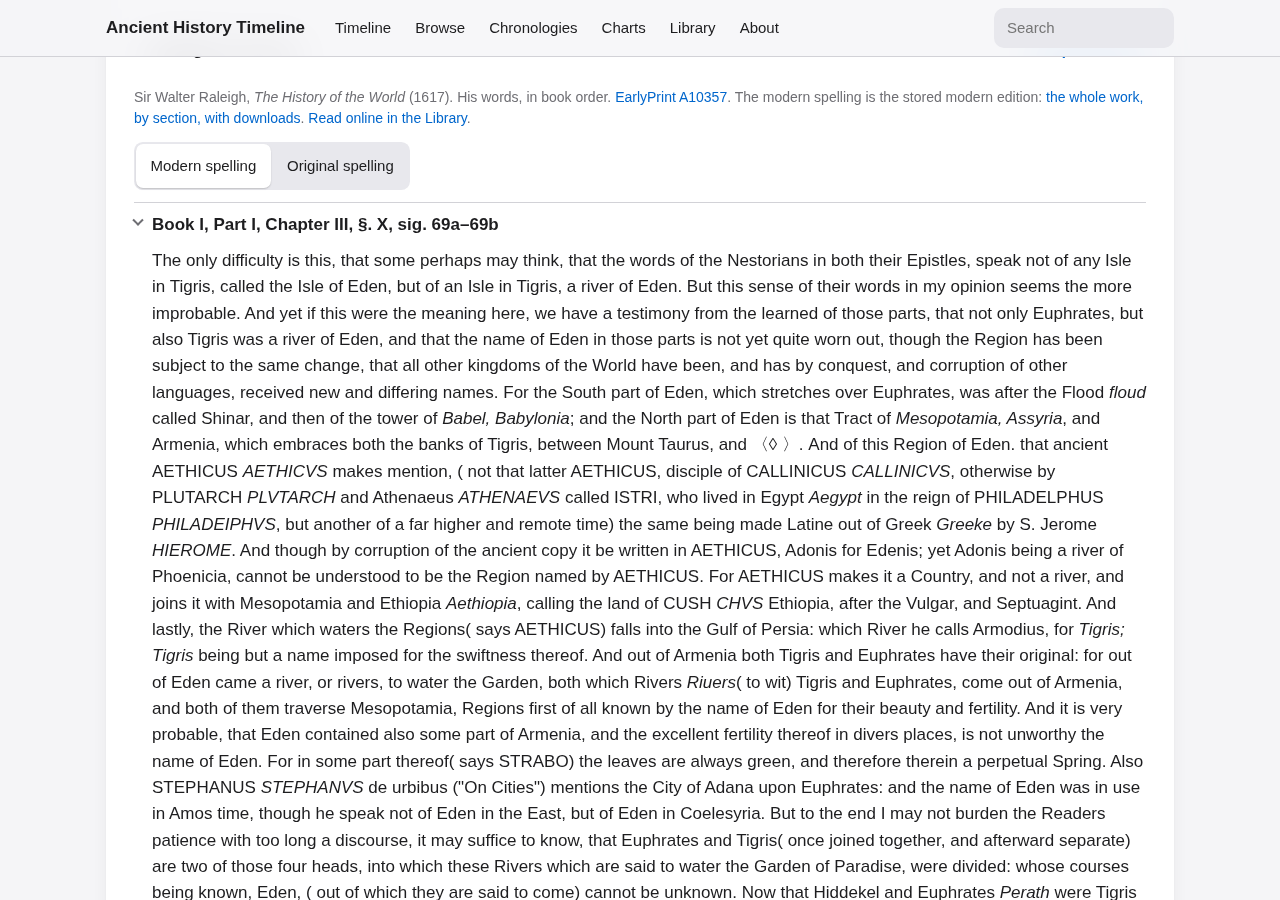 Ancient History Timeline Timeline Browse Chronologies Charts Library About Search
Sir Walter Raleigh, The History of the World (1617). His words, in book order. EarlyPrint A10357. The modern spelling is the stored modern edition: the whole work,
by section, with downloads. Read online in the Library.
Modern spelling Original spelling
Book I, Part I, Chapter III, §. X, sig. 69a–69b
The only difficulty is this, that some perhaps may think, that the words of the Nestorians in both their Epistles, speak not of any Isle
in Tigris, called the Isle of Eden, but of an Isle in Tigris, a river of Eden. But this sense of their words in my opinion seems the more
improbable. And yet if this were the meaning here, we have a testimony from the learned of those parts, that not only Euphrates, but
also Tigris was a river of Eden, and that the name of Eden in those parts is not yet quite worn out, though the Region has been
subject to the same change, that all other kingdoms of the World have been, and has by conquest, and corruption of other
languages, received new and differing names. For the South part of Eden, which stretches over Euphrates, was after the Flood floud
called Shinar, and then of the tower of Babel, Babylonia; and the North part of Eden is that Tract of Mesopotamia, Assyria, and
Armenia, which embraces both the banks of Tigris, between Mount Taurus, and 〈◊ 〉. And of this Region of Eden. that ancient
AETHICUS AETHICVS makes mention, ( not that latter AETHICUS, disciple of CALLINICUS CALLINICVS, otherwise by
PLUTARCH PLVTARCH and Athenaeus ATHENAEVS called ISTRI, who lived in Egypt Aegypt in the reign of PHILADELPHUS
PHILADEIPHVS, but another of a far higher and remote time) the same being made Latine out of Greek Greeke by S. Jerome
HIEROME. And though by corruption of the ancient copy it be written in AETHICUS, Adonis for Edenis; yet Adonis being a river of
Phoenicia, cannot be understood to be the Region named by AETHICUS. For AETHICUS makes it a Country, and not a river, and
joins it with Mesopotamia and Ethiopia Aethiopia, calling the land of CUSH CHVS Ethiopia, after the Vulgar, and Septuagint. And
lastly, the River which waters the Regions( says AETHICUS) falls into the Gulf of Persia: which River he calls Armodius, for Tigris;
Tigris being but a name imposed for the swiftness thereof. And out of Armenia both Tigris and Euphrates have their original: for out
of Eden came a river, or rivers, to water the Garden, both which Rivers Riuers( to wit) Tigris and Euphrates, come out of Armenia,
and both of them traverse Mesopotamia, Regions first of all known by the name of Eden for their beauty and fertility. And it is very
probable, that Eden contained also some part of Armenia, and the excellent fertility thereof in divers places, is not unworthy the
name of Eden. For in some part thereof( says STRABO) the leaves are always green, and therefore therein a perpetual Spring. Also
STEPHANUS STEPHANVS de urbibus ("On Cities") mentions the City of Adana upon Euphrates: and the name of Eden was in use
in Amos time, though he speak not of Eden in the East, but of Eden in Coelesyria. But to the end I may not burden the Readers
patience with too long a discourse, it may suffice to know, that Euphrates and Tigris( once joined together, and afterward separate)
are two of those four heads, into which these Rivers which are said to water the Garden of Paradise, were divided: whose courses
being known, Eden, ( out of which they are said to come) cannot be unknown. Now that Hiddekel and Euphrates Perath were Tigris